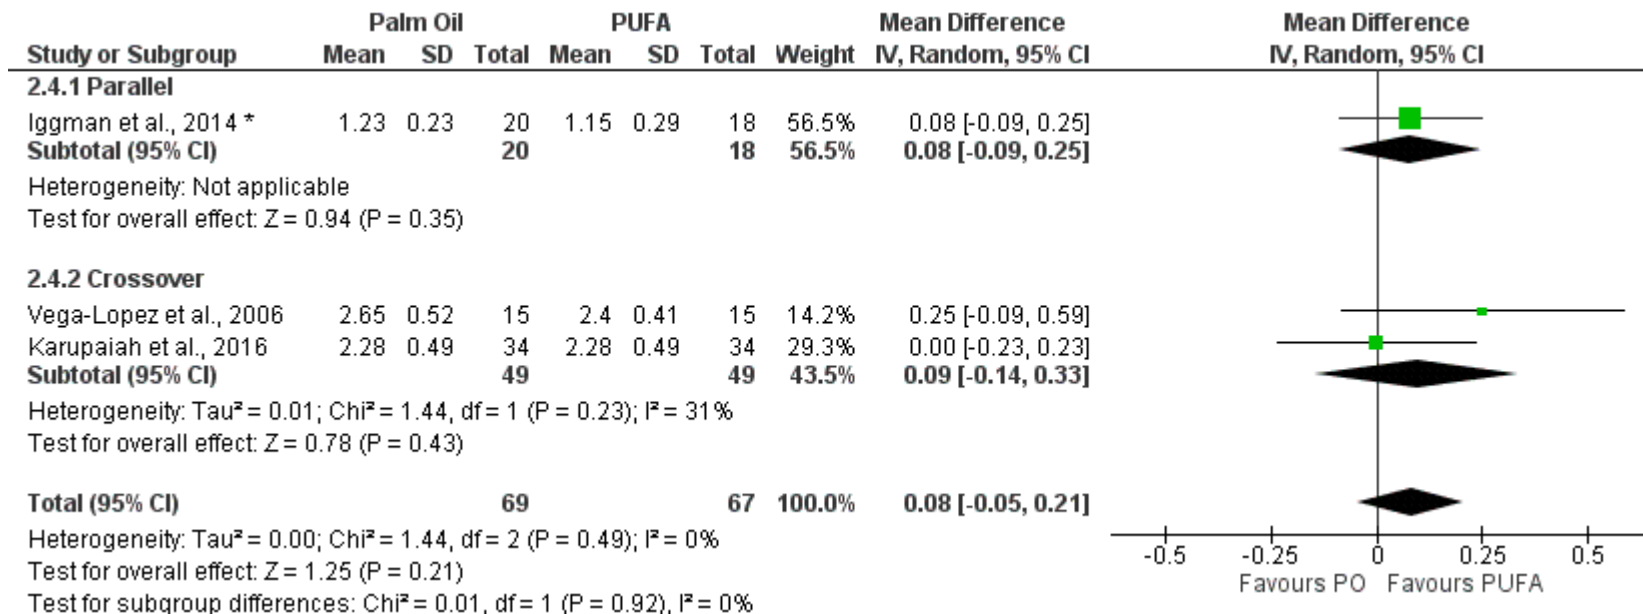 Palm Oil PUFA Mean Difference Mean Difference
Study or Subgroup Mean SD Total Mean SD Total Weight IV, Random, 95% CI IV, Random, 95% CI
2.4.1 Parallel
Iggman et al., 2014 * 1.23 0.23 20 1.15 0.29 18 56.5% 0.08 [-0.09, 0.25]
Subtotal (95% CI) 20 18 56.5% 0.08 [-0.09, 0.25]
Heterogeneity: Not applicable
Test for overall effect: Z = 0.94 (P = 0.35)
2.4.2 Crossover
Vega-Lopez et al., 2006 2.65 0.52 15 2.4 0.41 15 14.2% 0.25 [-0.09, 0.59]
Karupaiah et al., 2016 2.28 0.49 34 2.28 0.49 34 29.3% 0.00 [-0.23, 0.23]
Subtotal (95% CI) 49 49 43.5% 0.09 [-0.14, 0.33]
Heterogeneity: Tau² = 0.01; Chi² = 1.44, df = 1 (P = 0.23); I² = 31%
Test for overall effect: Z = 0.78 (P = 0.43)
Total (95% CI) 69 67 100.0% 0.08 [-0.05, 0.21]
Heterogeneity: Tau² = 0.00; Chi² = 1.44, df = 2 (P = 0.49); I² = 0%
Test for overall effect: Z = 1.25 (P = 0.21)
Test for subgroup differences: Chi² = 0.01, df = 1 (P = 0.92), I² = 0%
-0.5 -0.25 0 0.25 0.5
Favours PO Favours PUFA